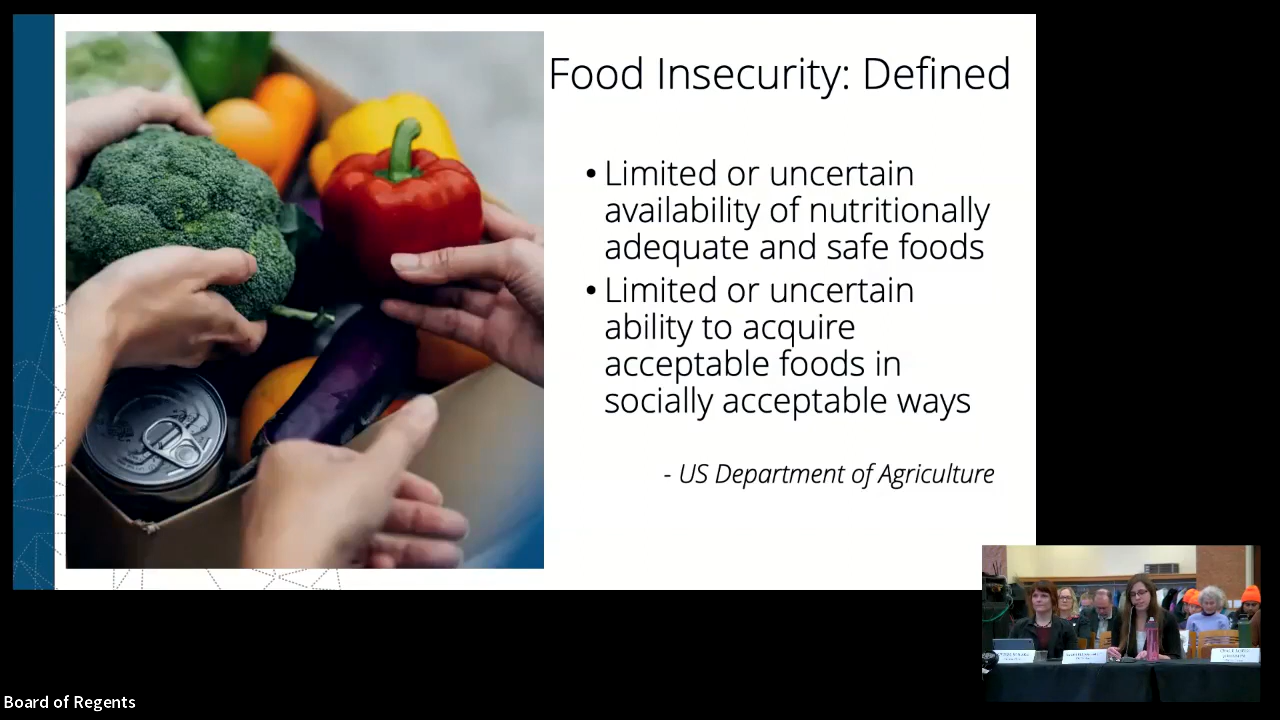 Food Insecurity: Defined
• Limited or uncertain
availability of nutritionally
adequate and safe foods
• Limited or uncertain
ability to acquire
acceptable foods in
socially acceptable ways
- US Department of Agriculture
Board of Regents